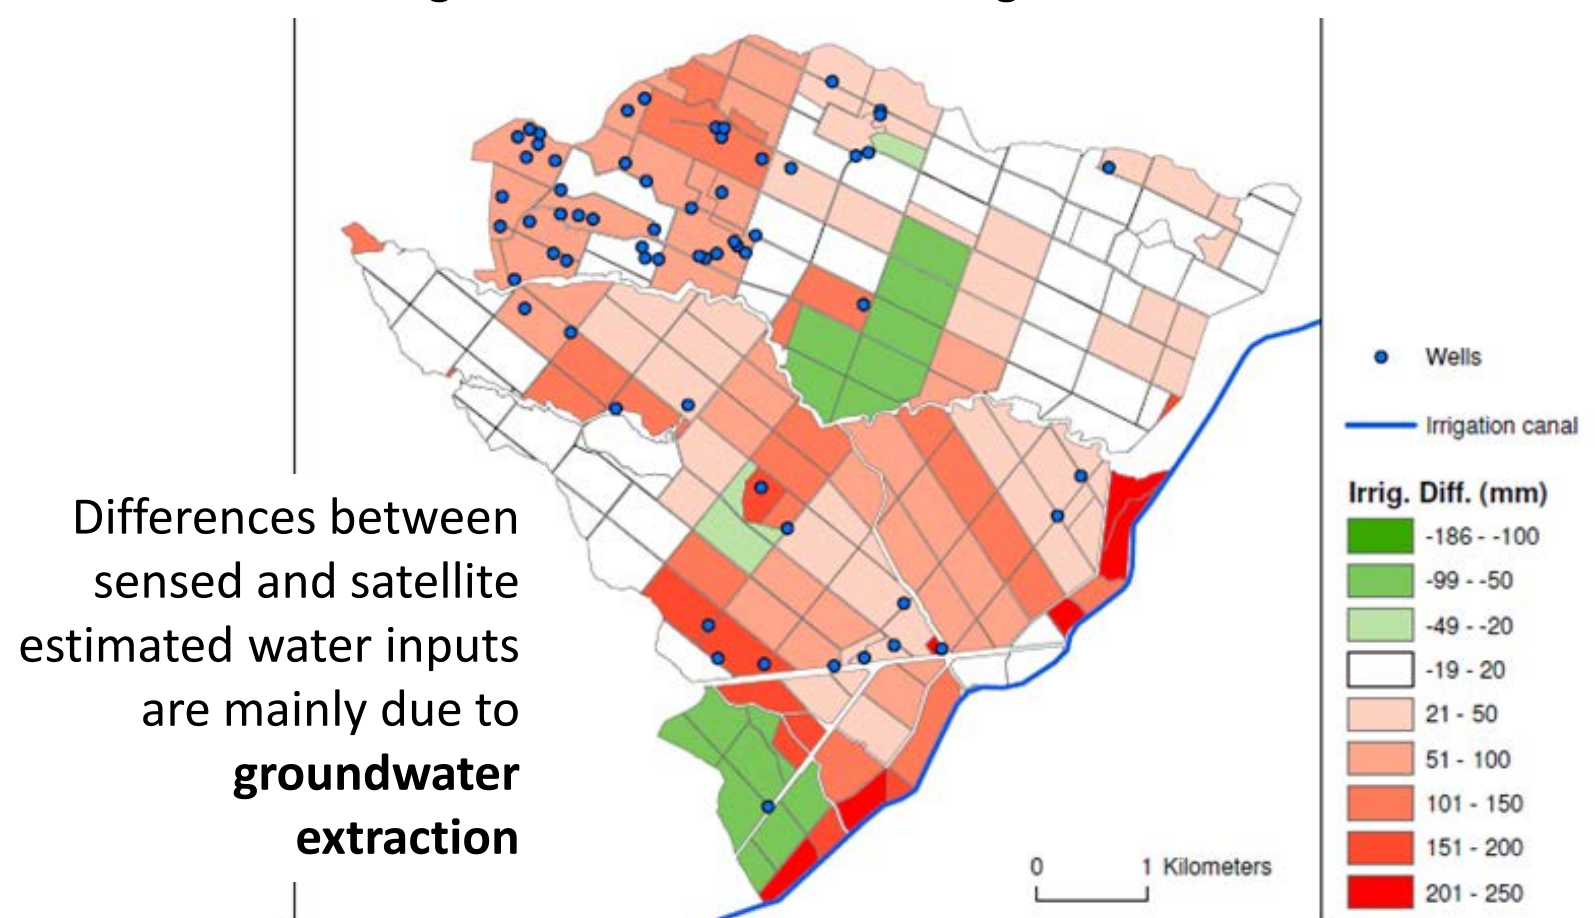 Differences between
sensed and satellite
estimated water inputs
are mainly due to
groundwater
extraction
Wells
Irrigation canal
Irrig. Diff. (mm)
-186 - -100
-99 - -50
-49 - -20
-19 - 20
21 - 50
51 - 100
101 - 150
151 - 200
201 - 250
0 1 Kilometers